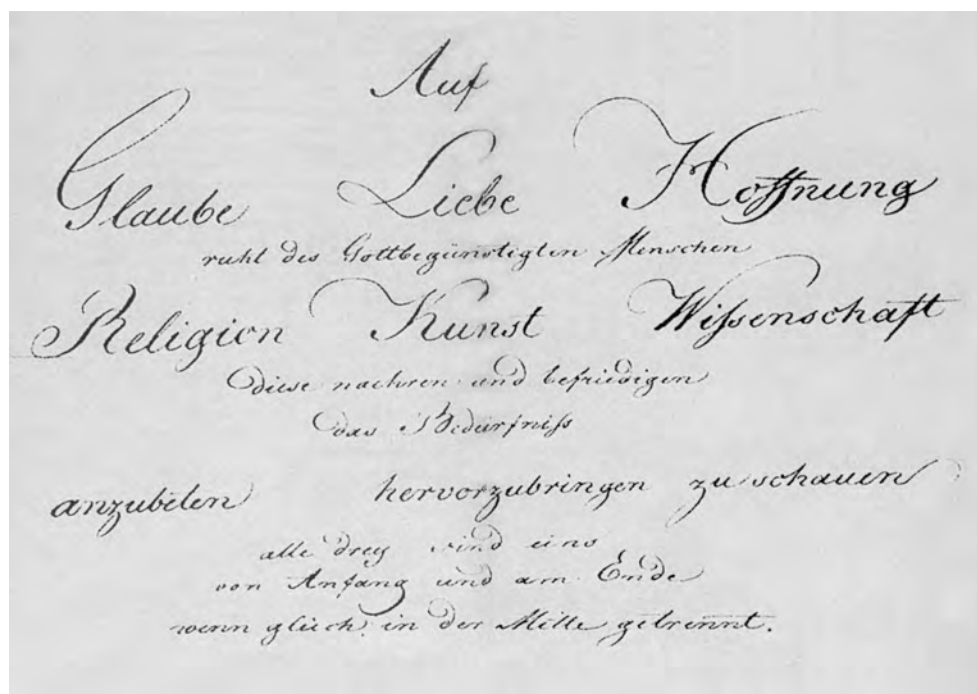 Auf
Glaube Liebe Hoffnung
ruht des Gottbegünstigten Menschen
Religion Kunst Wissenschaft
diese naehren und befriedigen
das Bedürfniss
anzubeten hervorzubringen zu schauen
alle drey sind eins
von Anfang und am Ende
wenn gleich in der Mitte getrennt.